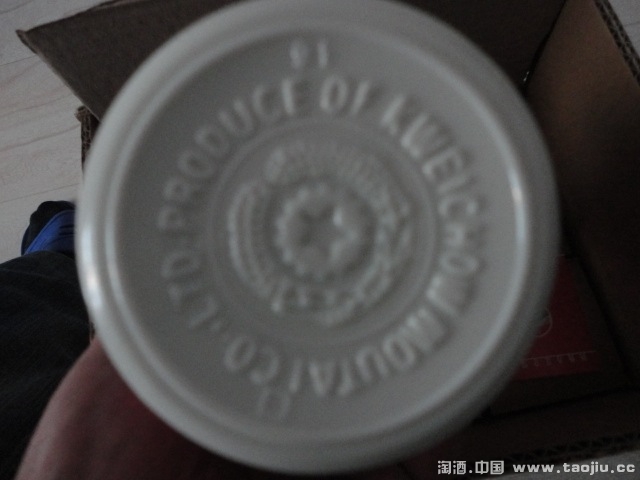 PRODUCE OF KWEICHOW MOUTAI CO., LTD
淘酒.中国 www.taojiu.cc